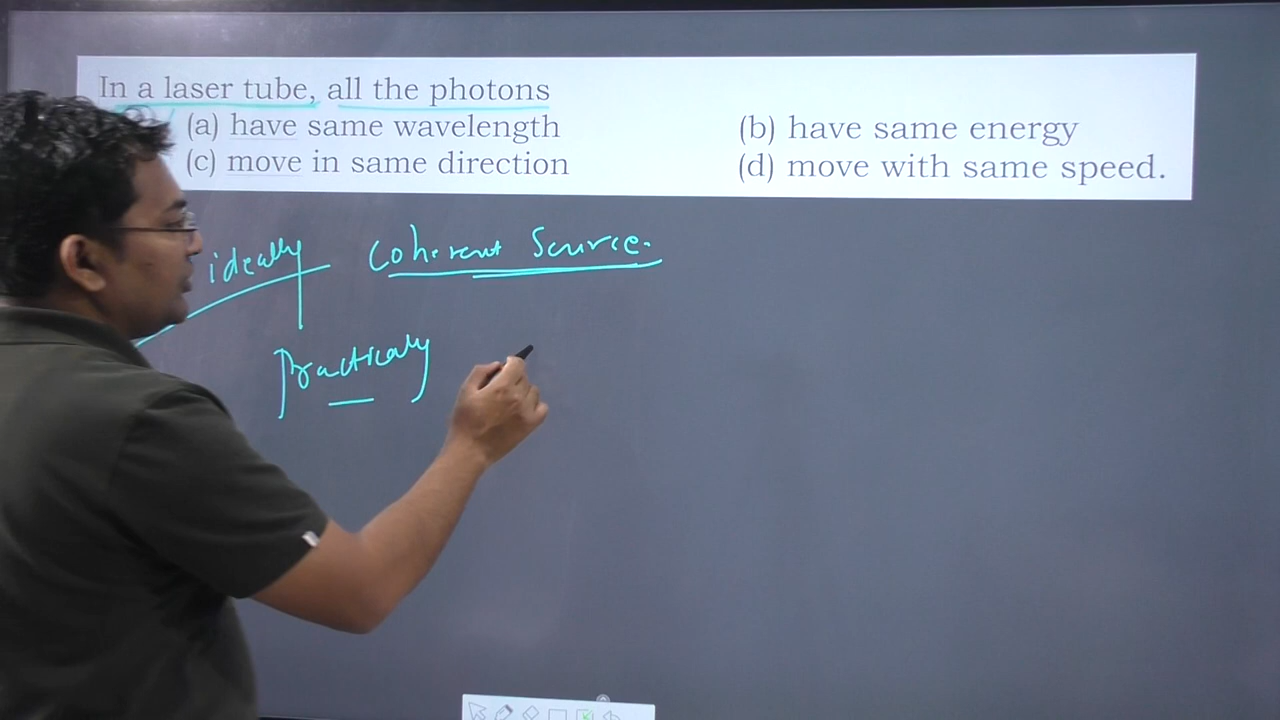 In a laser tube, all the photons
(a) have same wavelength (b) have same energy
(c) move in same direction (d) move with same speed.
ideally Coherent Source.
Practically